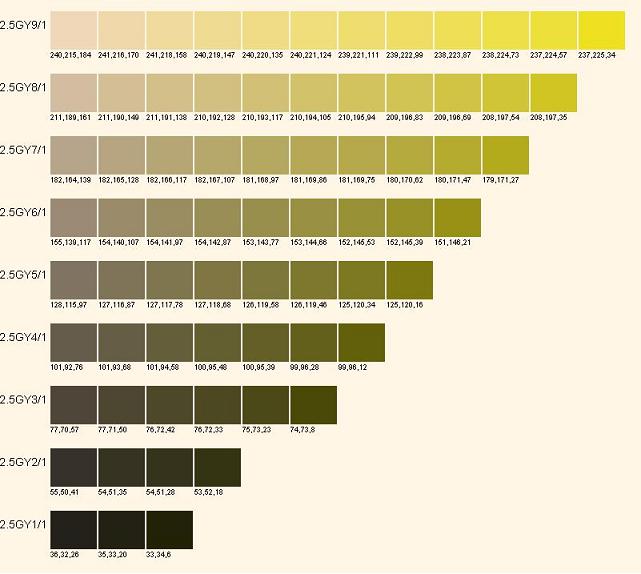 2.5GY9/1
240,215,184 241,216,170 241,218,158 240,219,147 240,220,135 240,221,124 239,221,111 239,222,99 238,223,87 238,224,73 237,224,57 237,225,34
2.5GY8/1
211,189,161 211,190,149 211,191,138 210,192,128 210,193,117 210,194,105 210,195,94 209,196,83 209,196,69 208,197,54 208,197,35
2.5GY7/1
182,164,139 182,165,128 182,166,117 182,167,107 181,168,97 181,169,86 181,169,75 180,170,62 180,171,47 179,171,27
2.5GY6/1
155,139,117 154,140,107 154,141,97 154,142,87 153,143,77 153,144,66 152,145,53 152,145,39 151,146,21
2.5GY5/1
128,115,97 127,116,87 127,117,78 127,118,68 126,119,58 126,119,46 125,120,34 125,120,16
2.5GY4/1
101,92,76 101,93,68 101,94,58 100,95,48 100,95,39 99,96,28 99,96,12
2.5GY3/1
77,70,57 77,71,50 76,72,42 76,72,33 75,73,23 74,73,8
2.5GY2/1
55,50,41 54,51,35 54,51,28 53,52,18
2.5GY1/1
36,32,26 35,33,20 33,34,6